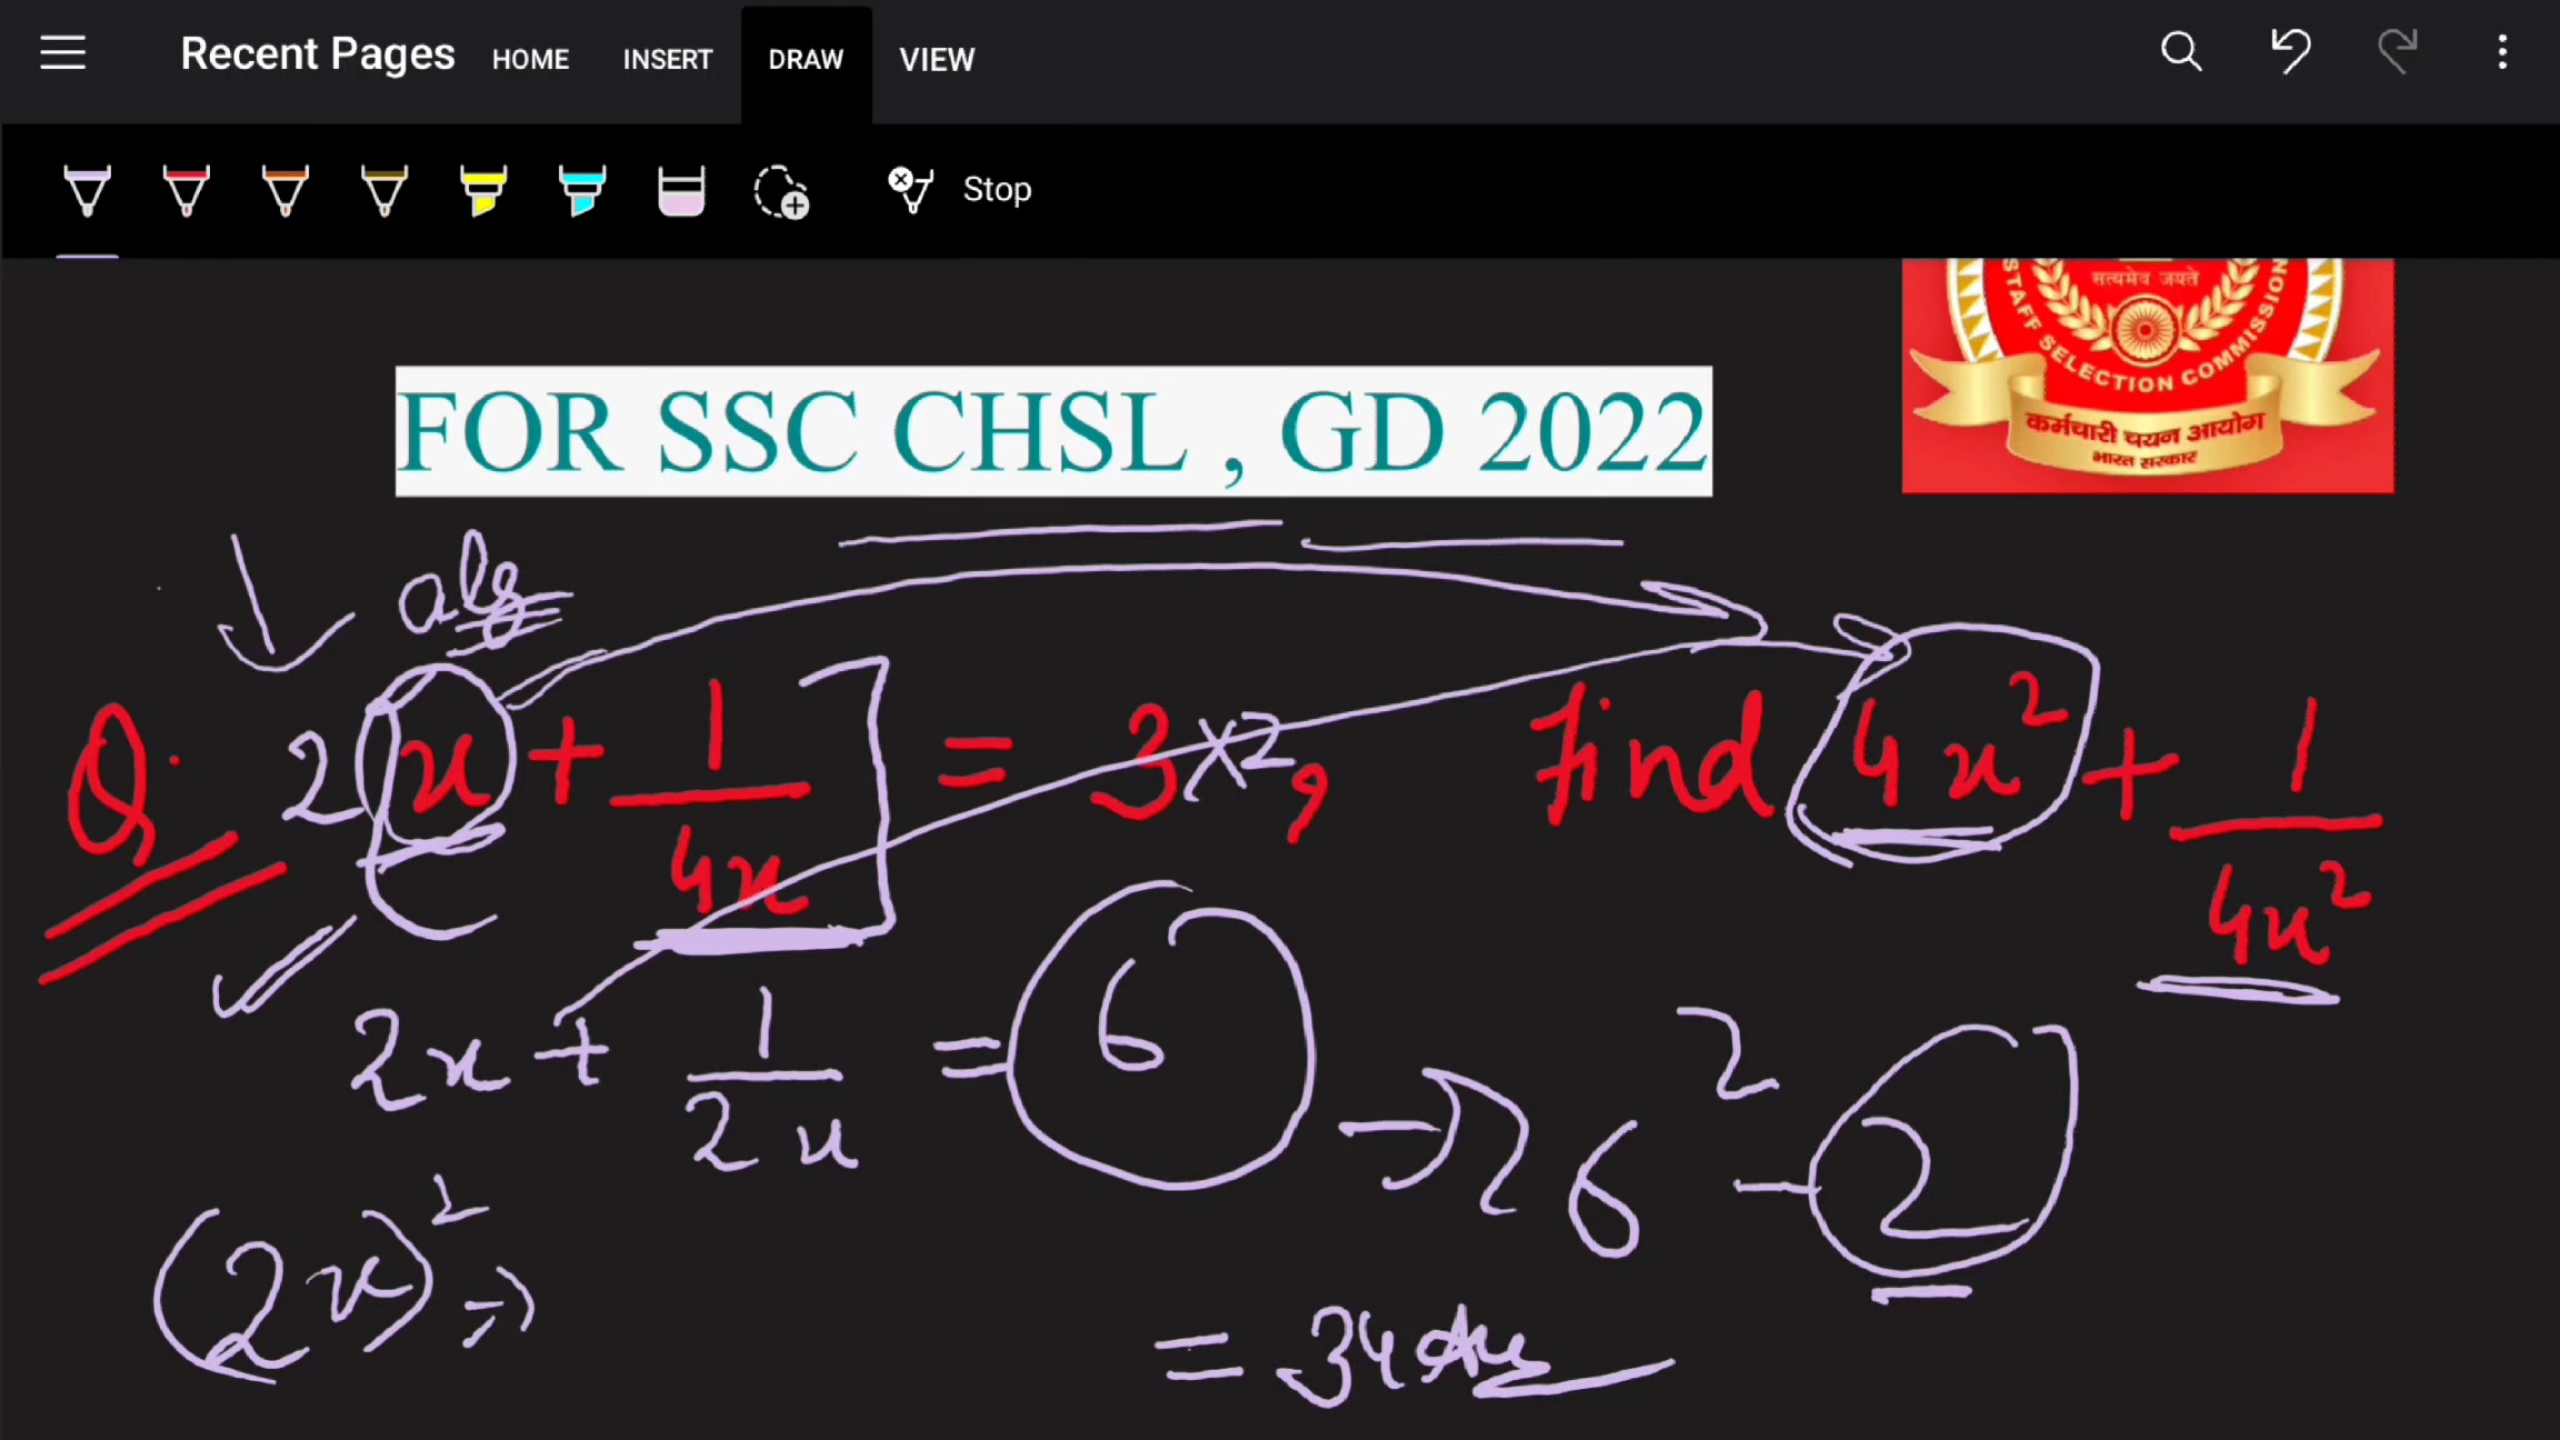 Recent Pages HOME INSERT DRAW VIEW
Stop
सत्यमेव जयते
STAFF SELECTION COMMISSION
कर्मचारी चयन आयोग
भारत सरकार
FOR SSC CHSL , GD 2022
alg
Q. 2[x + 1/4x] = 3×2, find 4x² + 1/4x²
2x + 1/2x = 6 → 6² - 2
(2x)² =>
= 34 Ans